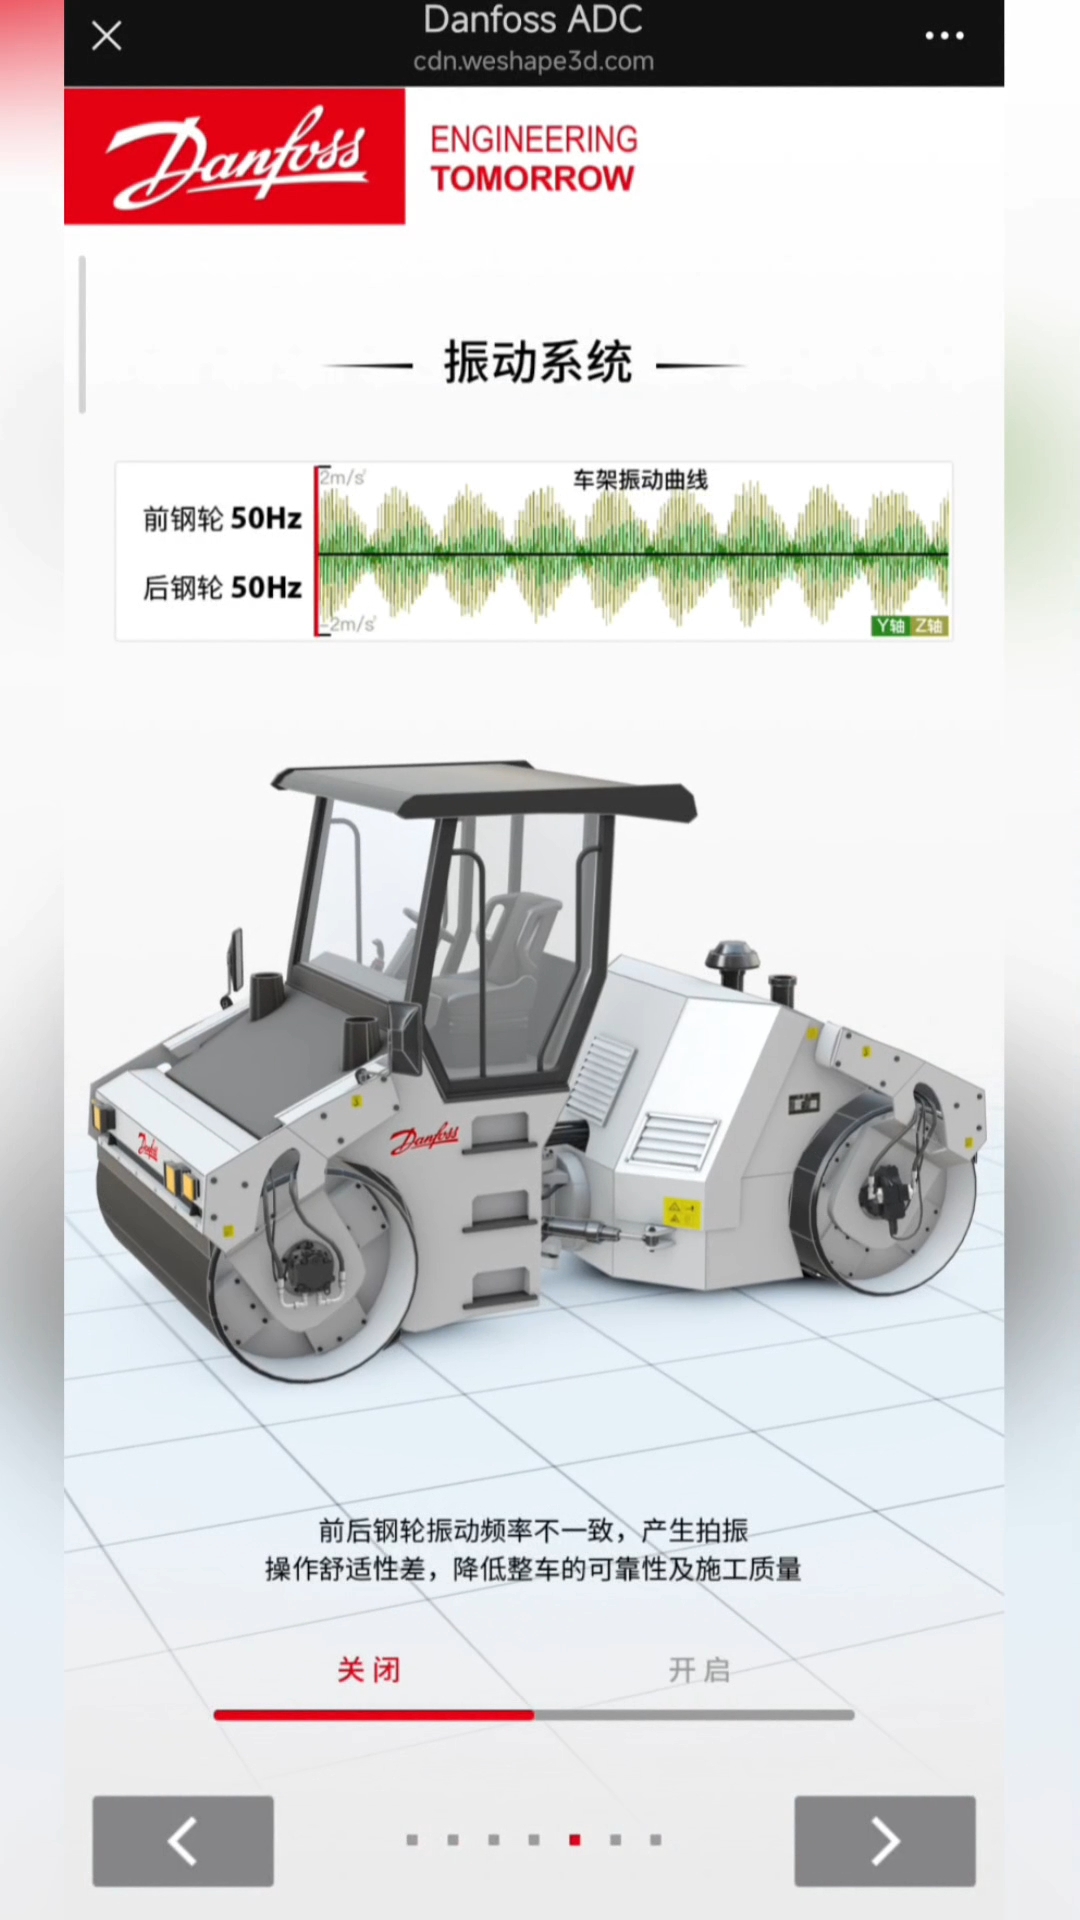 Danfoss ADC
cdn.weshape3d.com
Danfoss
ENGINEERING
TOMORROW
振动系统
2m/s²
车架振动曲线
前钢轮 50Hz
后钢轮 50Hz
-2m/s²
Y轴 Z轴
Danfoss
Danfoss
前后钢轮振动频率不一致，产生拍振
操作舒适性差，降低整车的可靠性及施工质量
关闭
开启